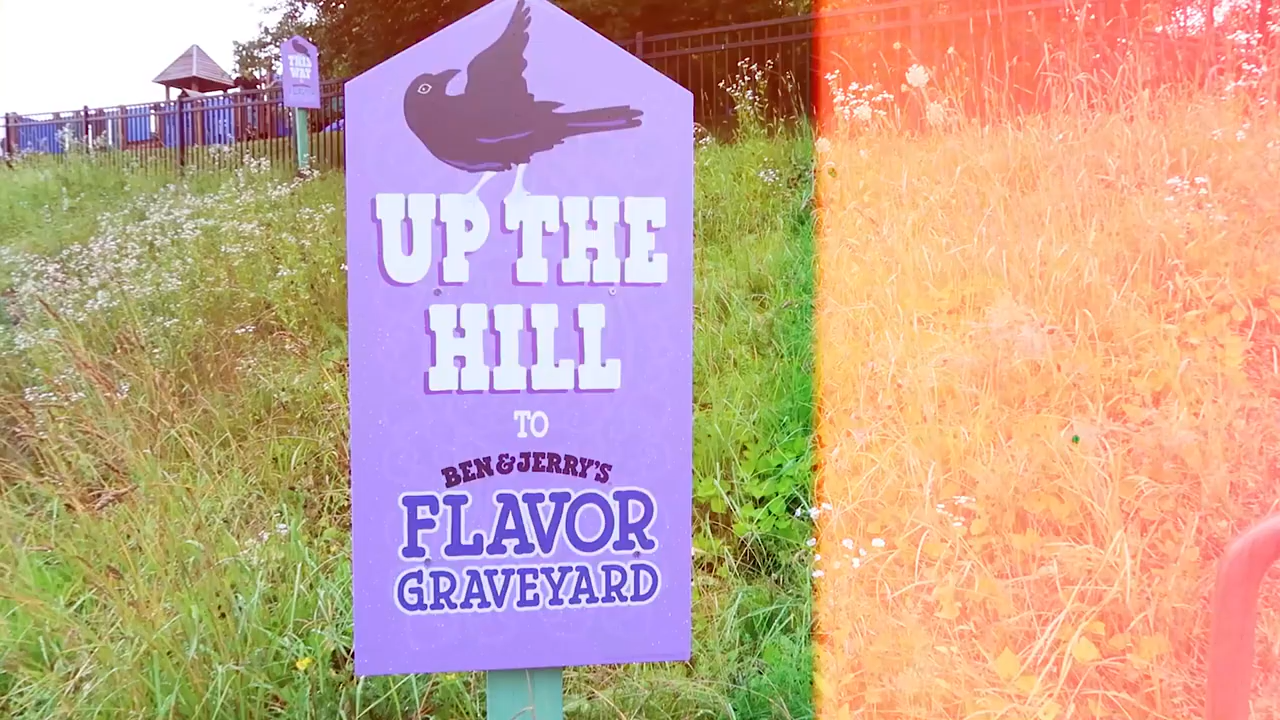 THIS
WAY
UP THE
HILL
TO
BEN & JERRY'S
FLAVOR
GRAVEYARD